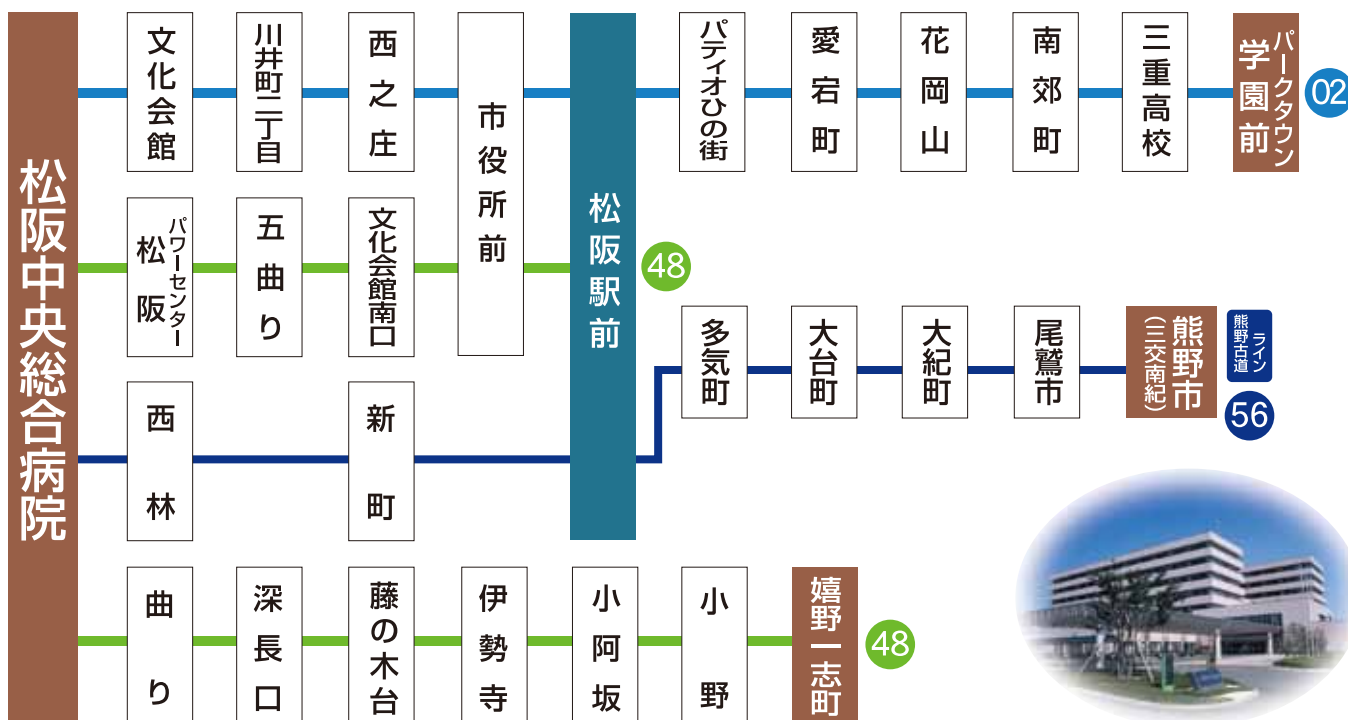 松阪中央総合病院
文化会館
川井町二丁目
西之庄
市役所前
松阪駅前
パティオひの街
愛宕町
花岡山
南郊町
三重高校
パークタウン
学園前
02
パワーセンター
松阪
五曲り
文化会館南口
48
西林
新町
多気町
大台町
大紀町
尾鷲市
熊野市
(三交南紀)
ライン
熊野古道
56
曲り
深長口
藤の木台
伊勢寺
小阿坂
小野
嬉野一志町
48